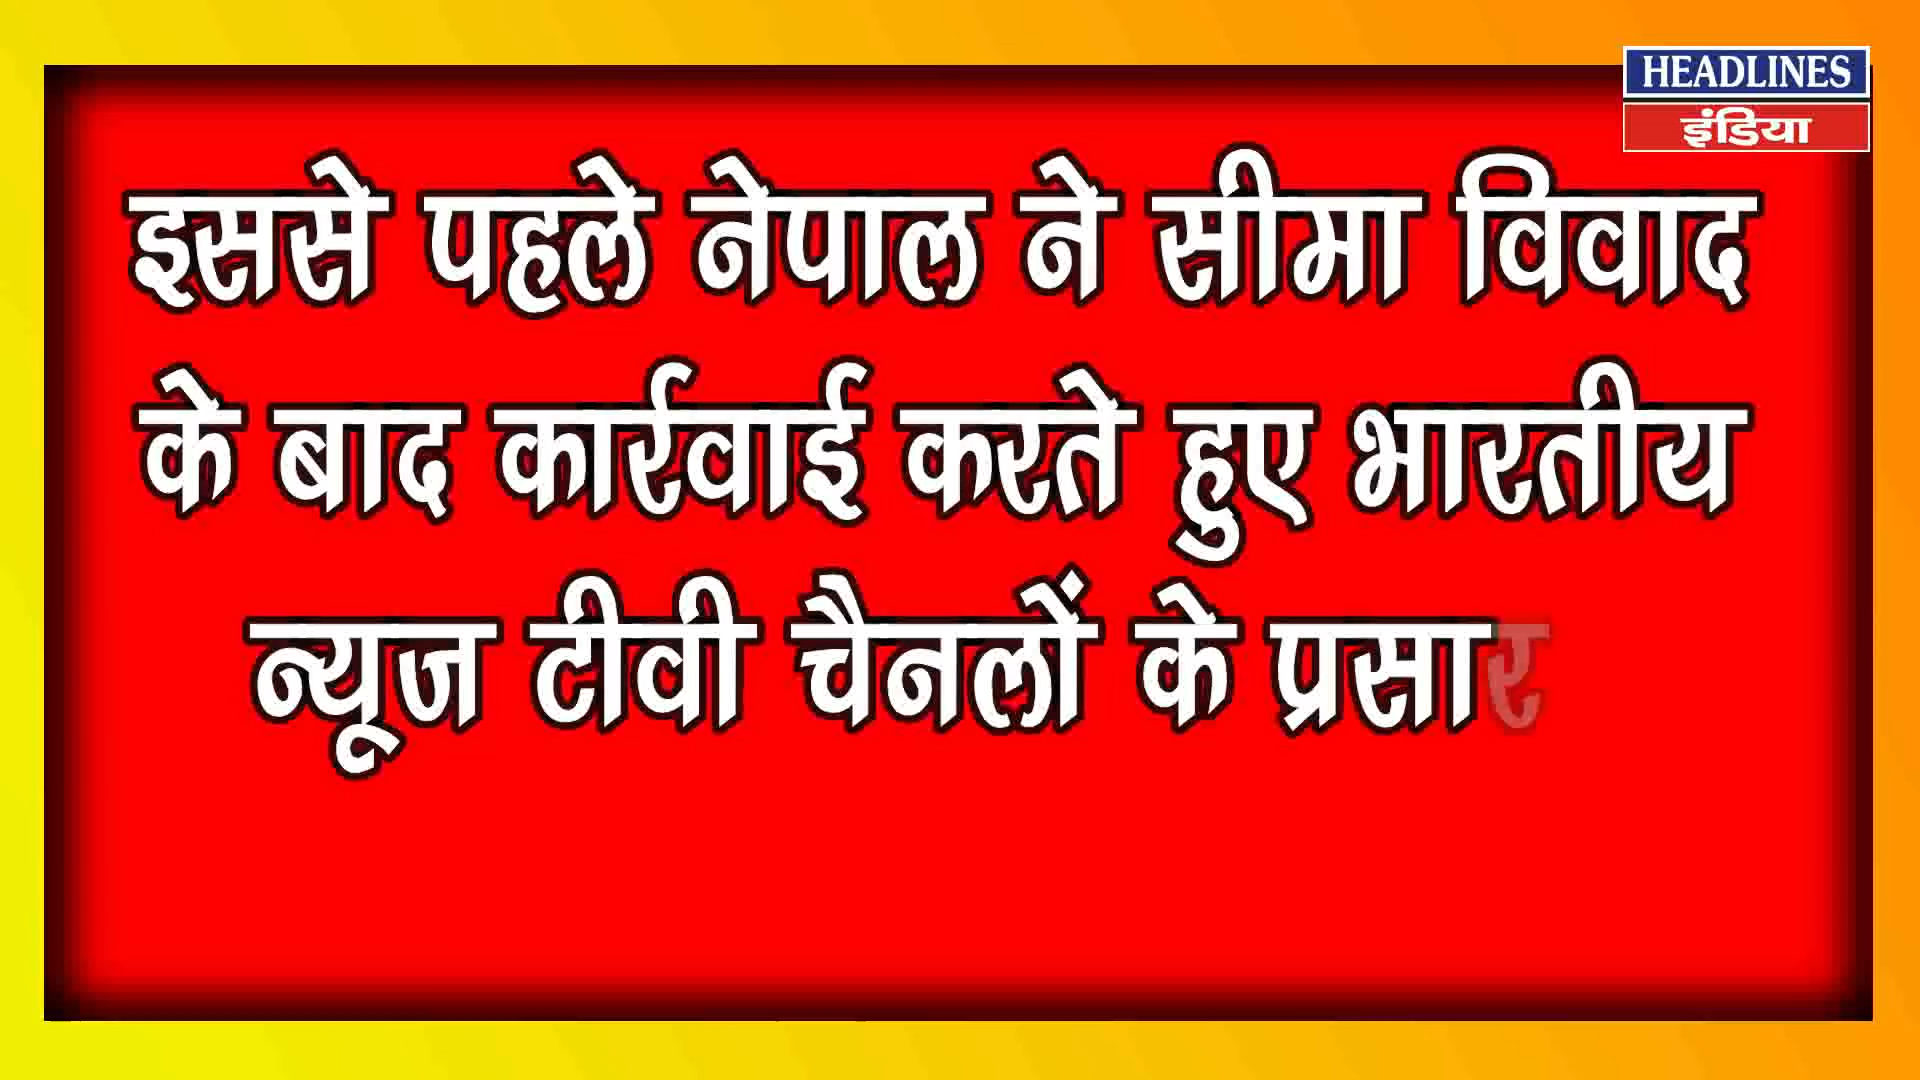 HEADLINES
इंडिया
इससे पहले नेपाल ने सीमा विवाद
के बाद कार्रवाई करते हुए भारतीय
न्यूज टीवी चैनलों के प्रसार